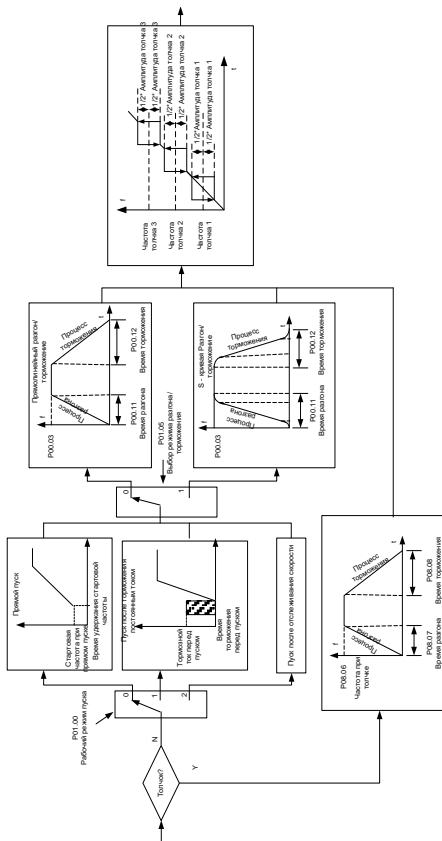 Толчок?
N
Y
P01.00
Рабочий режим пуска
0
1
2
Прямой пуск
Стартовая
частота при
прямом пуске
Время удержания стартовой
частоты
Пуск после торможения
постоянным током
Тормозной
ток перед
пуском
Время
торможения
перед пуском
Пуск после отслеживания скорости
P01.05
Выбор режима разгона/
торможения
0
1
Прямолинейный разгон/
торможение
f
P00.03
Процесс
разгона
Процесс
торможения
t
P00.11
Время разгона
P00.12
Время торможения
S - кривая Разгон/
торможение
f
P00.03
Процесс
разгона
Процесс
торможения
t
P00.11
Время разгона
P00.12
Время торможения
f
P08.06
Частота при
толчке
Процесс
разгона
Процесс
торможения
t
P08.07
Время разгона
P08.08
Время торможения
f
Частота
толчка 3
Частота
толчка 2
Частота
толчка 1
1/2* Амплитуда толчка 3
1/2* Амплитуда толчка 3
1/2* Амплитуда толчка 2
1/2* Амплитуда толчка 2
1/2* Амплитуда толчка 1
1/2* Амплитуда толчка 1
t